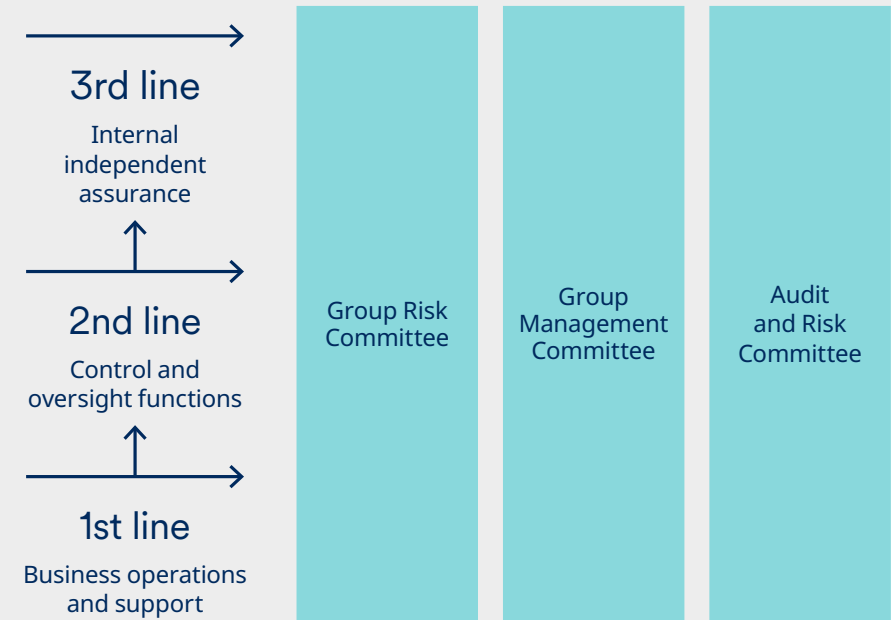 3rd line
Internal
independent
assurance
2nd line
Control and
oversight functions
1st line
Business operations
and support
Group Risk
Committee
Group
Management
Committee
Audit
and Risk
Committee